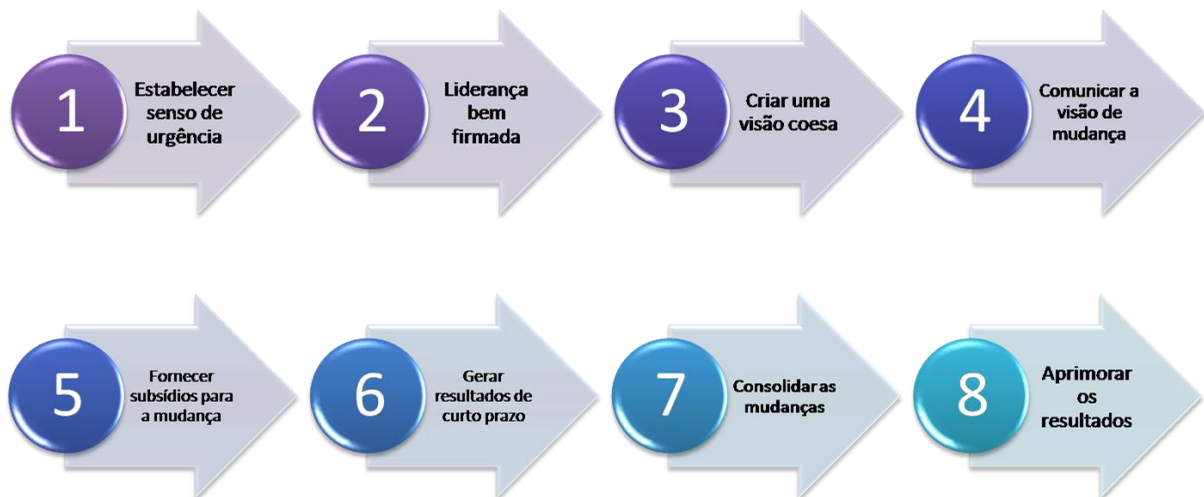 1
Estabelecer
senso de
urgência
2
Liderança
bem
firmada
3
Criar uma
visão coesa
4
Comunicar a
visão de
mudança
5
Fornecer
subsídios para
a mudança
6
Gerar
resultados de
curto prazo
7
Consolidar as
mudanças
8
Aprimorar
os
resultados